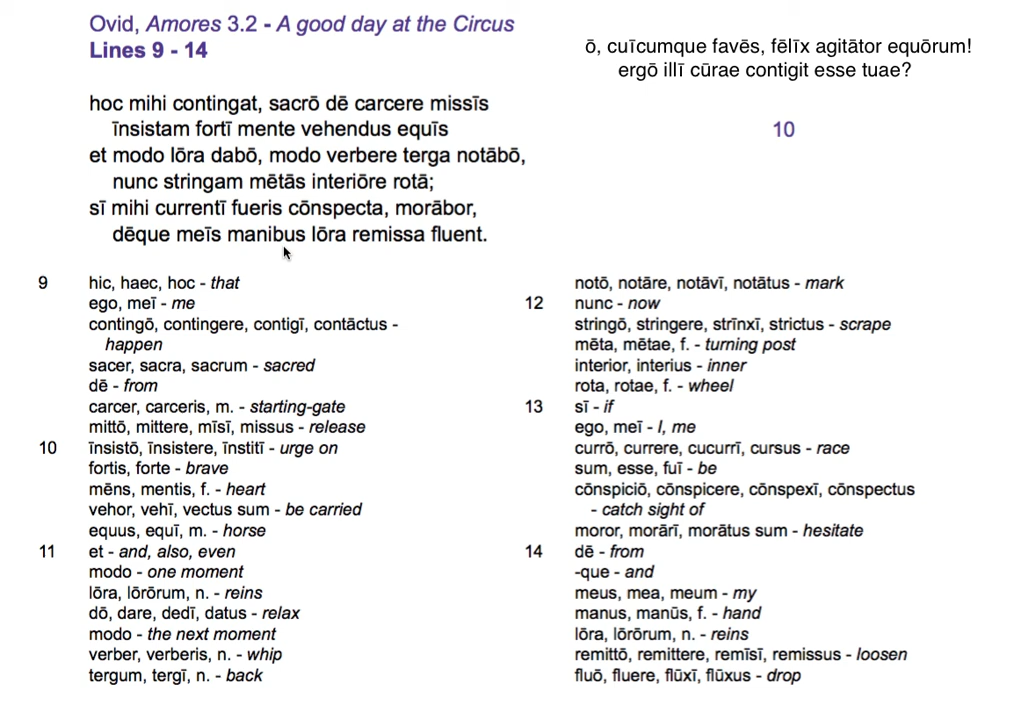 Ovid, Amores 3.2 - A good day at the Circus
Lines 9 - 14
ō, cuīcumque favēs, fēlīx agitātor equōrum!
ergō illī cūrae contigit esse tuae?
hoc mihi contingat, sacrō dē carcere missīs
īnsistam fortī mente vehendus equīs
10
et modo lōra dabō, modo verbere terga notābō,
nunc stringam mētās interiōre rotā;
sī mihi currentī fueris cōnspecta, morābor,
dēque meīs manibus lōra remissa fluent.
9 hic, haec, hoc - that
ego, meī - me
contingō, contingere, contigī, contāctus -
happen
sacer, sacra, sacrum - sacred
dē - from
carcer, carceris, m. - starting-gate
mittō, mittere, mīsī, missus - release
10 īnsistō, īnsistere, īnstitī - urge on
fortis, forte - brave
mēns, mentis, f. - heart
vehor, vehī, vectus sum - be carried
equus, equī, m. - horse
11 et - and, also, even
modo - one moment
lōra, lōrōrum, n. - reins
dō, dare, dedī, datus - relax
modo - the next moment
verber, verberis, n. - whip
tergum, tergī, n. - back
notō, notāre, notāvī, notātus - mark
12 nunc - now
stringō, stringere, strīnxī, strictus - scrape
mēta, mētae, f. - turning post
interior, interius - inner
rota, rotae, f. - wheel
13 sī - if
ego, meī - I, me
currō, currere, cucurrī, cursus - race
sum, esse, fuī - be
cōnspiciō, cōnspicere, cōnspexī, cōnspectus
- catch sight of
moror, morārī, morātus sum - hesitate
14 dē - from
-que - and
meus, mea, meum - my
manus, manūs, f. - hand
lōra, lōrōrum, n. - reins
remittō, remittere, remīsī, remissus - loosen
fluō, fluere, flūxī, flūxus - drop